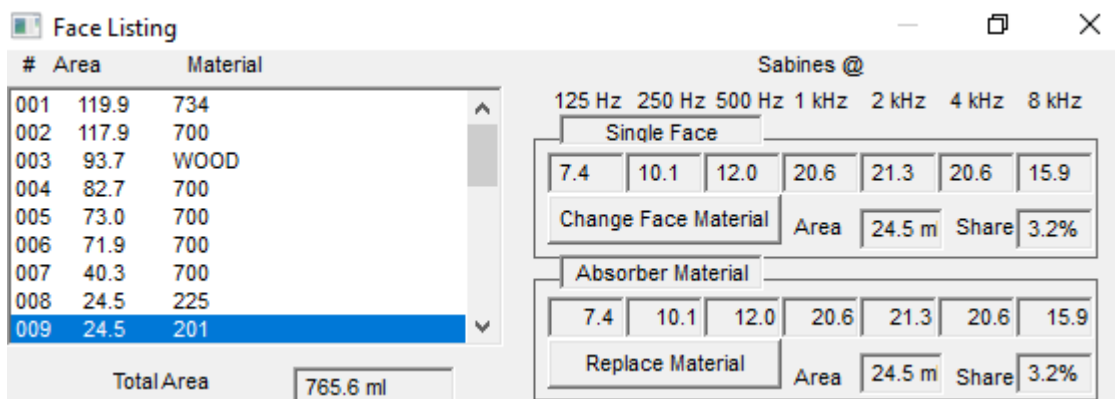 Face Listing
# Area Material
001 119.9 734
002 117.9 700
003 93.7 WOOD
004 82.7 700
005 73.0 700
006 71.9 700
007 40.3 700
008 24.5 225
009 24.5 201
Total Area 765.6 ml
Sabines @
125 Hz 250 Hz 500 Hz 1 kHz 2 kHz 4 kHz 8 kHz
Single Face
7.4 10.1 12.0 20.6 21.3 20.6 15.9
Change Face Material Area 24.5 ml Share 3.2%
Absorber Material
7.4 10.1 12.0 20.6 21.3 20.6 15.9
Replace Material Area 24.5 m Share 3.2%